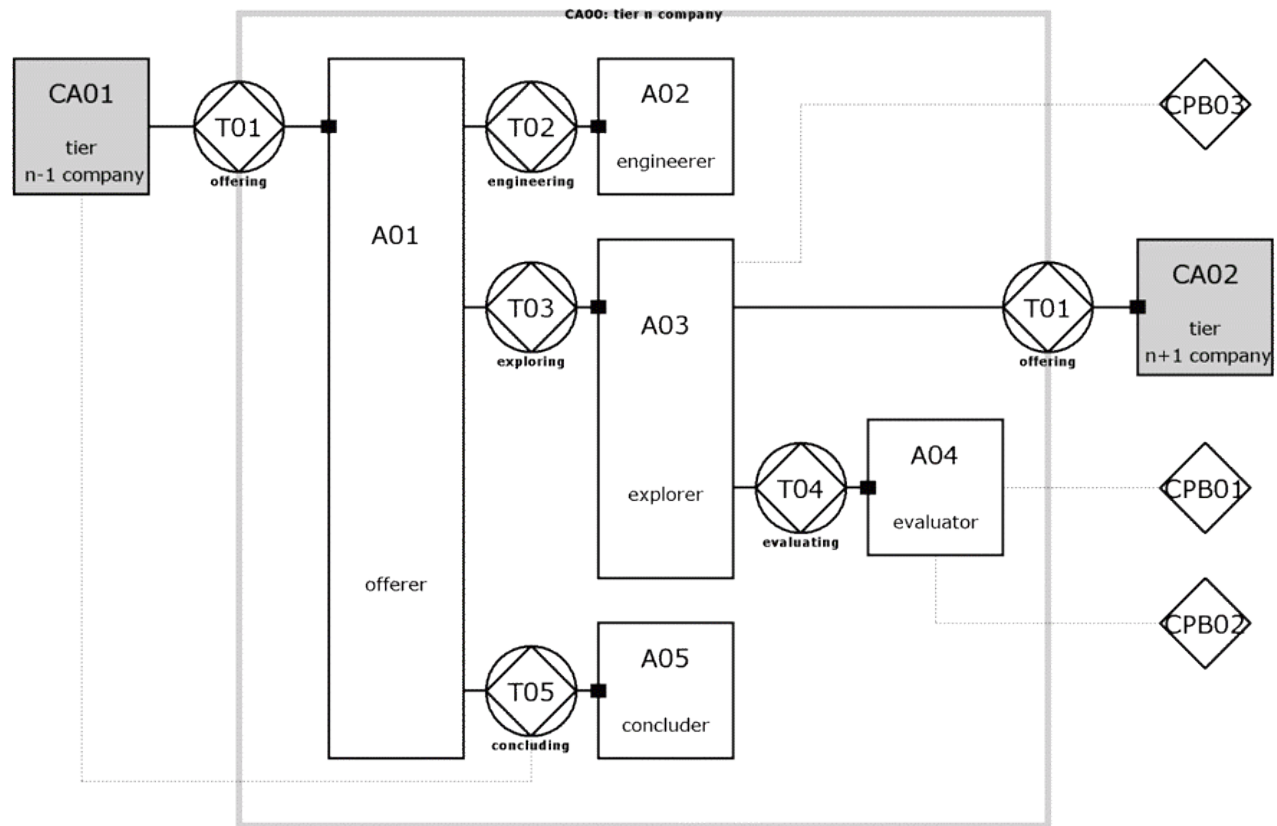 CA00: tier n company
CA01
tier
n-1 company
T01
offering
A01
offerer
T02
engineering
A02
engineerer
CPB03
T03
exploring
A03
explorer
T01
offering
CA02
tier
n+1 company
T04
evaluating
A04
evaluator
CPB01
CPB02
T05
concluding
A05
concluder